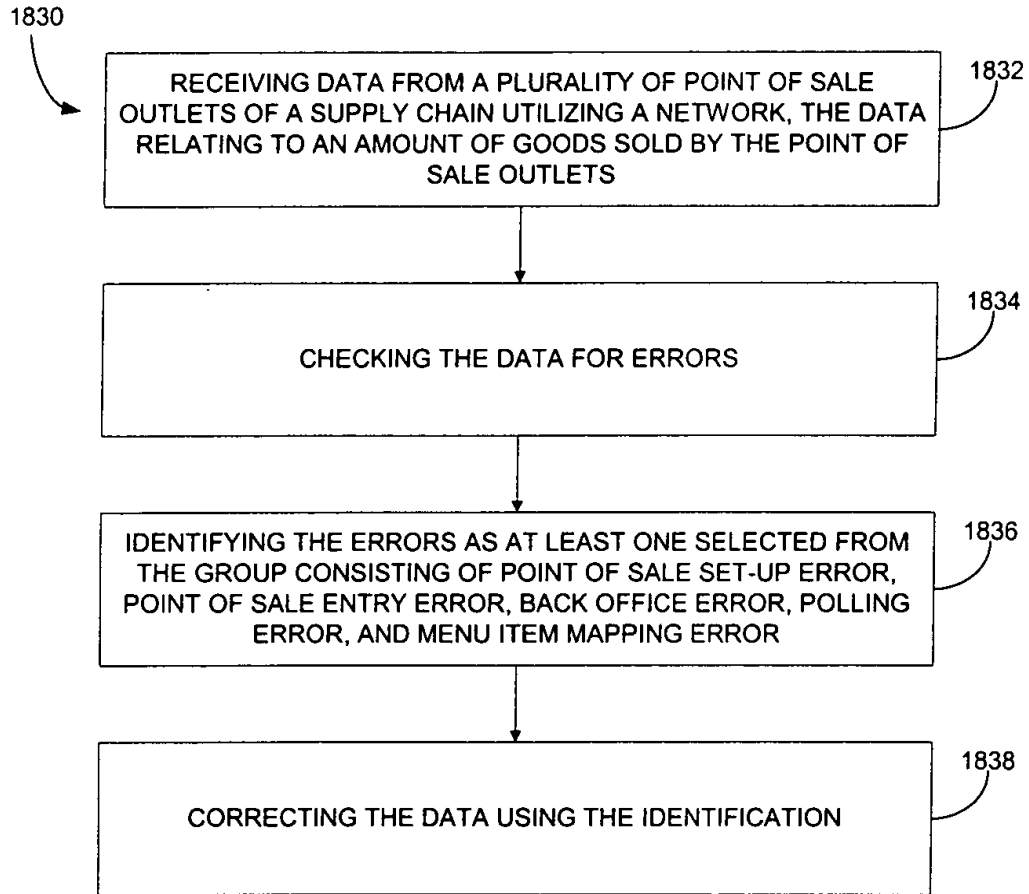 1830
RECEIVING DATA FROM A PLURALITY OF POINT OF SALE
OUTLETS OF A SUPPLY CHAIN UTILIZING A NETWORK, THE DATA
RELATING TO AN AMOUNT OF GOODS SOLD BY THE POINT OF
SALE OUTLETS
1832
CHECKING THE DATA FOR ERRORS
1834
IDENTIFYING THE ERRORS AS AT LEAST ONE SELECTED FROM
THE GROUP CONSISTING OF POINT OF SALE SET-UP ERROR,
POINT OF SALE ENTRY ERROR, BACK OFFICE ERROR, POLLING
ERROR, AND MENU ITEM MAPPING ERROR
1836
CORRECTING THE DATA USING THE IDENTIFICATION
1838